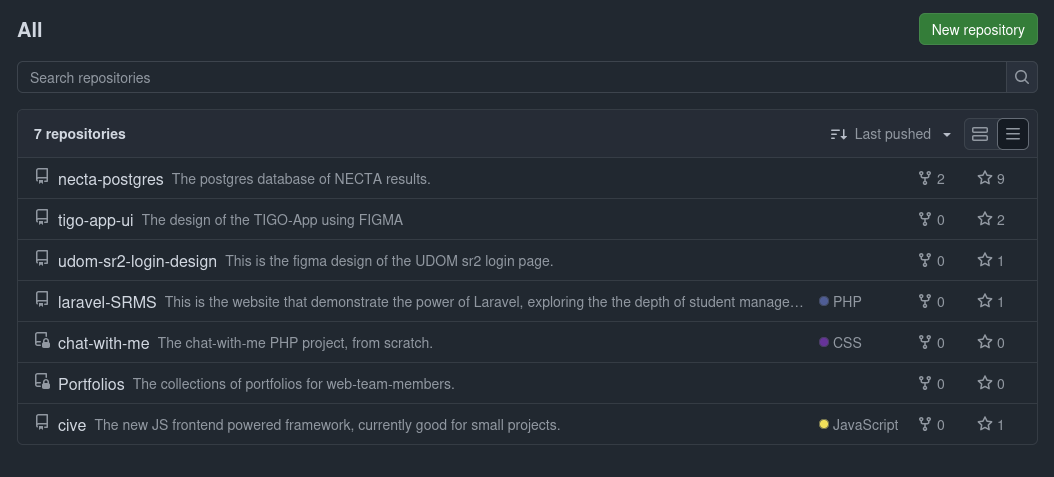 All
New repository
Search repositories
7 repositories Last pushed
necta-postgres The postgres database of NECTA results. 2 9
tigo-app-ui The design of the TIGO-App using FIGMA 0 2
udom-sr2-login-design This is the figma design of the UDOM sr2 login page. 0 1
laravel-SRMS This is the website that demonstrate the power of Laravel, exploring the the depth of student manage... PHP 0 1
chat-with-me The chat-with-me PHP project, from scratch. CSS 0 0
Portfolios The collections of portfolios for web-team-members. 0 0
cive The new JS frontend powered framework, currently good for small projects. JavaScript 0 1